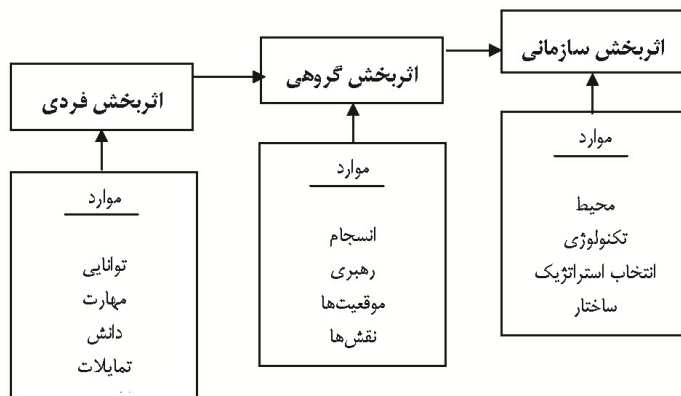 اثربخش سازمانی
اثربخش گروهی
اثربخش فردی
موارد
محیط
تکنولوژی
انتخاب استراتژیک
ساختار
موارد
انسجام
رهبری
موقعیت‌ها
نقش‌ها
موارد
توانایی
مهارت
دانش
تمایلات